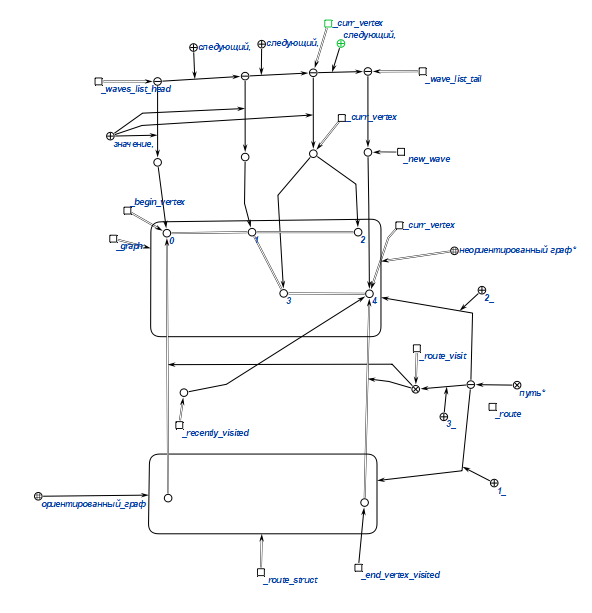 _curr_vertex
следующий,
следующий,
следующий,
_waves_list_head
_wave_list_tail
_curr_vertex
значение,
_new_wave
_begin_vertex
_curr_vertex
_graph
0
1
2
неориентированный граф*
3
4
2_
_route_visit
путь*
_route
3_
_recently_visited
1_
ориентированный_граф
_route_struct
_end_vertex_visited